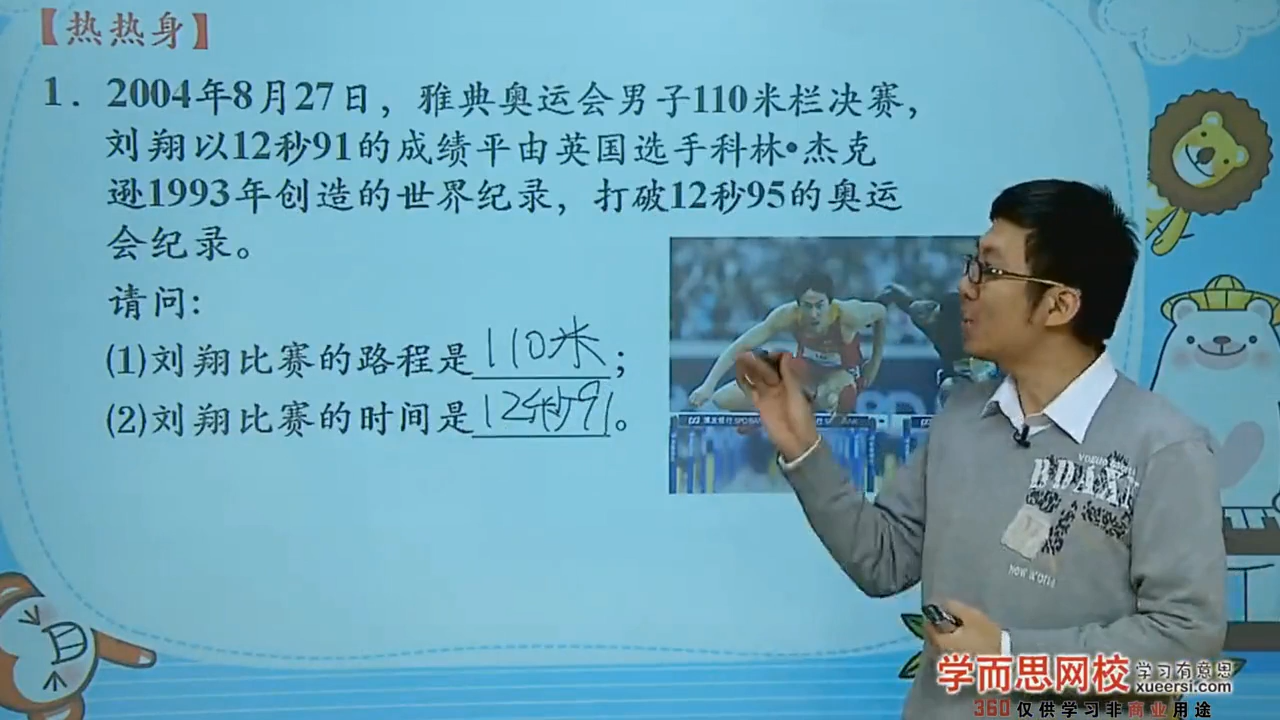 【热热身】
1. 2004年8月27日，雅典奥运会男子110米栏决赛，
刘翔以12秒91的成绩平由英国选手科林•杰克
逊1993年创造的世界纪录，打破12秒95的奥运
会纪录。
请问：
(1)刘翔比赛的路程是110米；
(2)刘翔比赛的时间是12秒91。
BDAXT
new world
学而思网校 学习有意思
xueersi.com
360仅供学习非商业用途